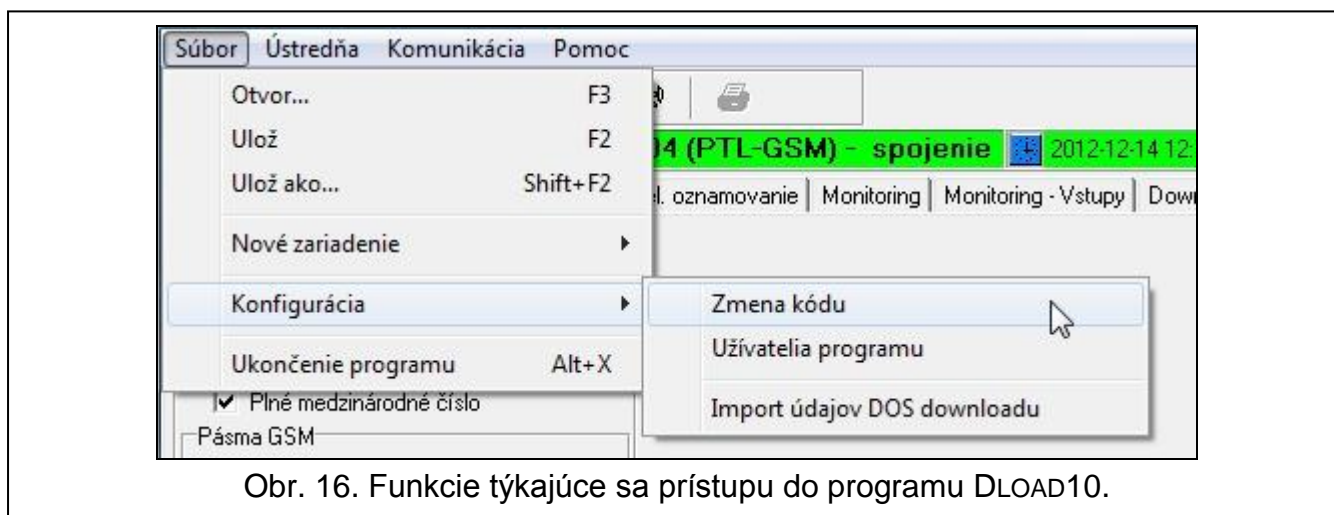 Súbor Ústredňa Komunikácia Pomoc
Otvor... F3
Ulož F2
04 (PTL-GSM) - spojenie 2012-12-14 12:
Ulož ako... Shift+F2
oznamovanie Monitoring Monitoring - Vstupy
Nové zariadenie
Konfigurácia Zmena kódu
Užívatelia programu
Ukončenie programu Alt+X
Import údajov DOS downloadu
Plné medzinárodné číslo
Pásma GSM
Obr. 16. Funkcie týkajúce sa prístupu do programu DLOAD10.